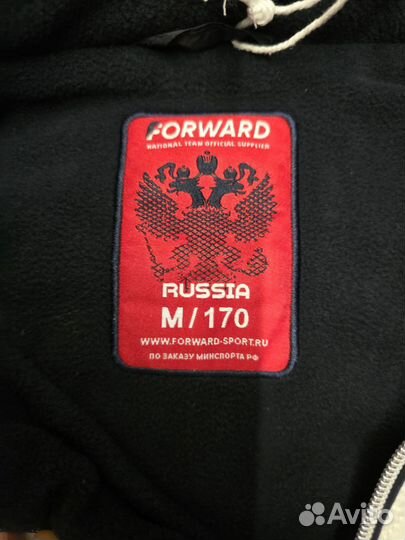 FORWARD
NATIONAL TEAM OFFICIAL SUPPLIER
RUSSIA
M/170
WWW.FORWARD-SPORT.RU
ПО ЗАКАЗУ МИНСПОРТА РФ
Avito